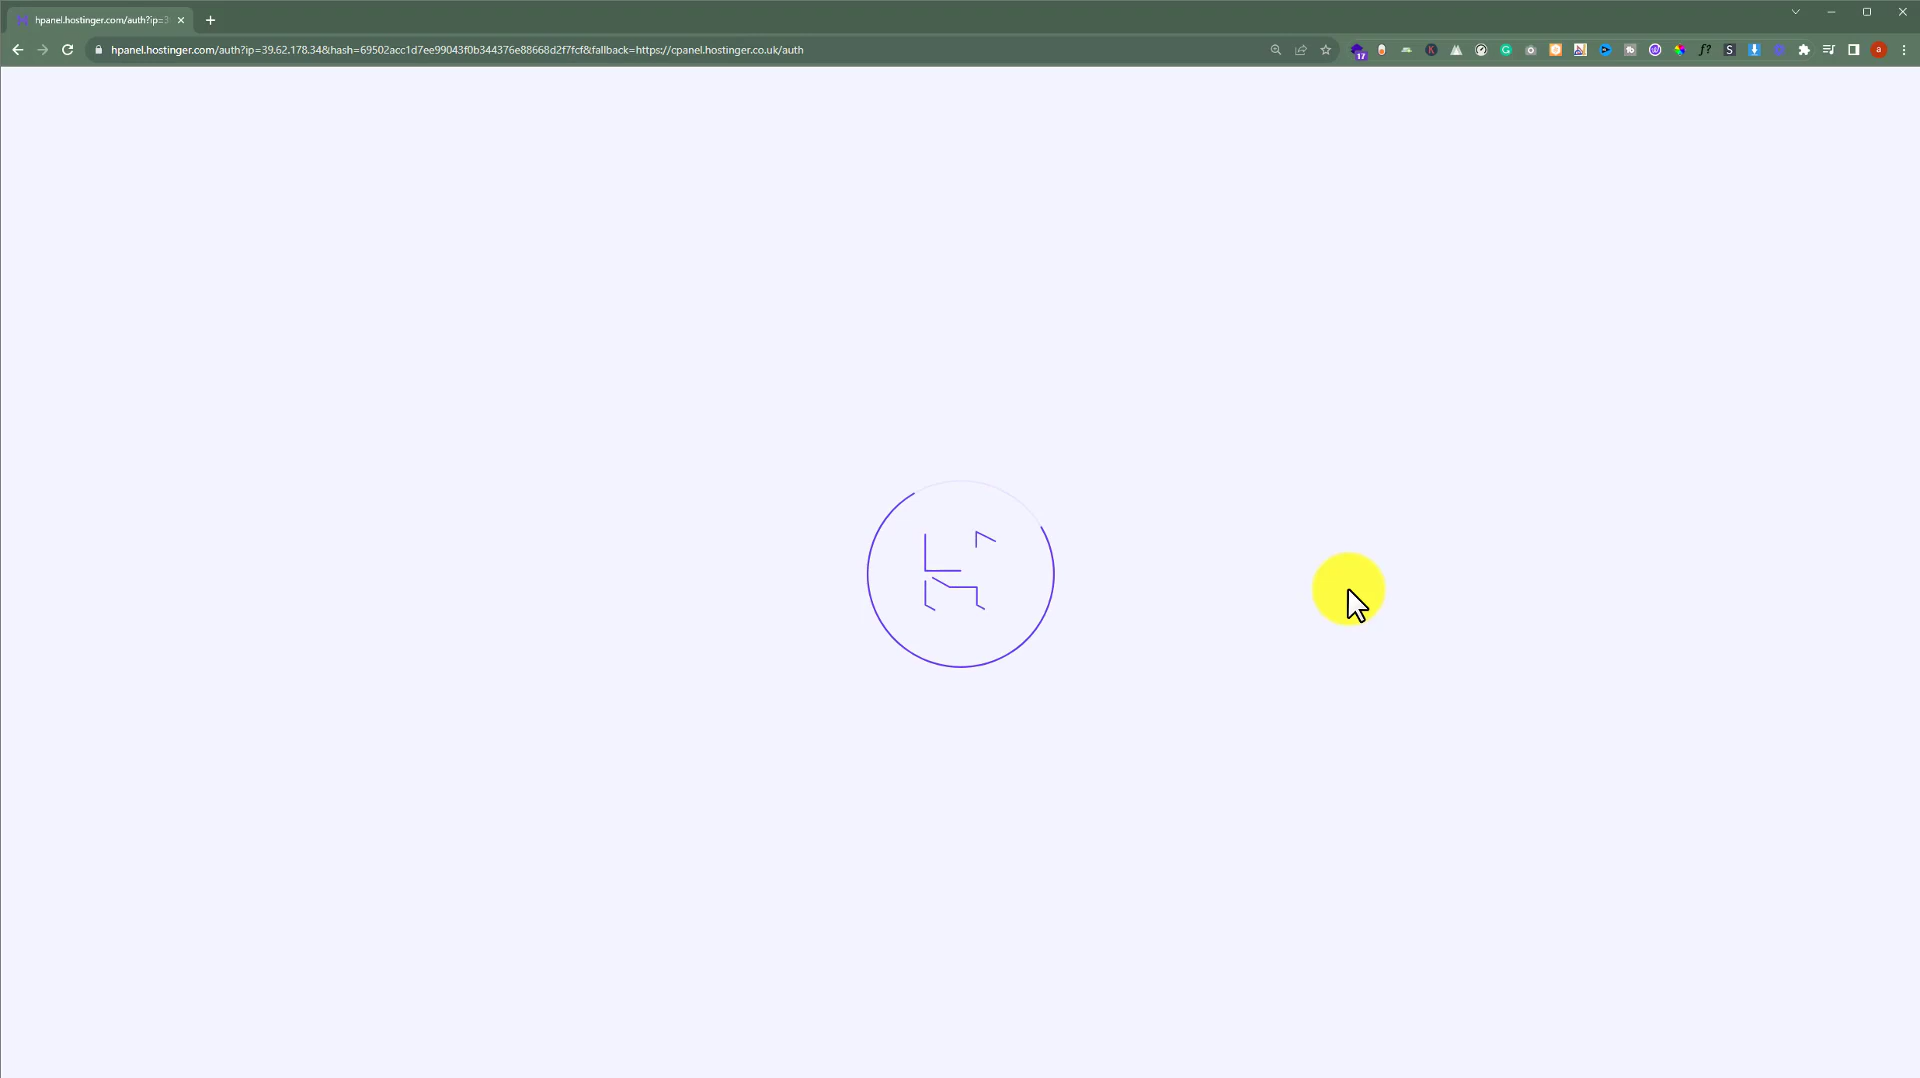 hpanel.hostinger.com/auth?ip=3
hpanel.hostinger.com/auth?ip=39.62.178.34&hash=69502acc1d7ee99043f0b344376e88668d2f7fcf&fallback=https://cpanel.hostinger.co.uk/auth
17
K
G
f?
S
a